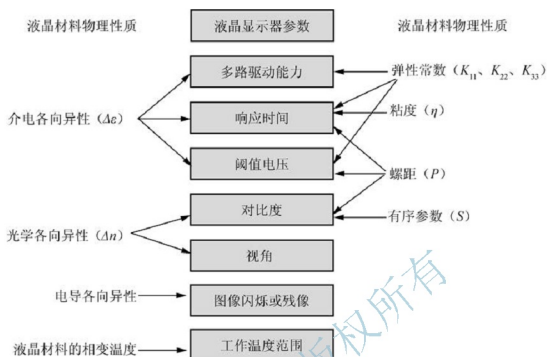 液晶材料物理性质
液晶显示器参数
液晶材料物理性质
多路驱动能力
弹性常数（K11、K22、K33）
介电各向异性（Δε）
响应时间
粘度（η）
阈值电压
螺距（P）
对比度
有序参数（S）
光学各向异性（Δn）
视角
电导各向异性
图像闪烁或残像
液晶材料的相变温度
工作温度范围
版权所有